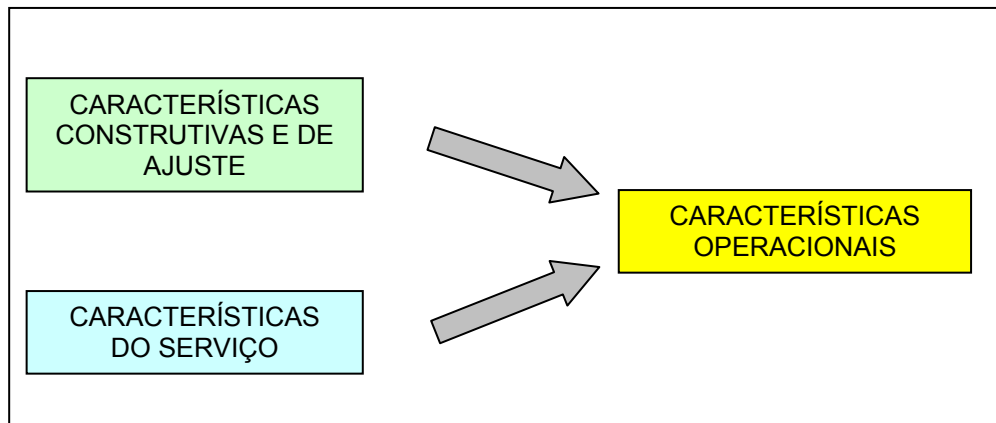 CARACTERÍSTICAS
CONSTRUTIVAS E DE
AJUSTE
CARACTERÍSTICAS
DO SERVIÇO
CARACTERÍSTICAS
OPERACIONAIS